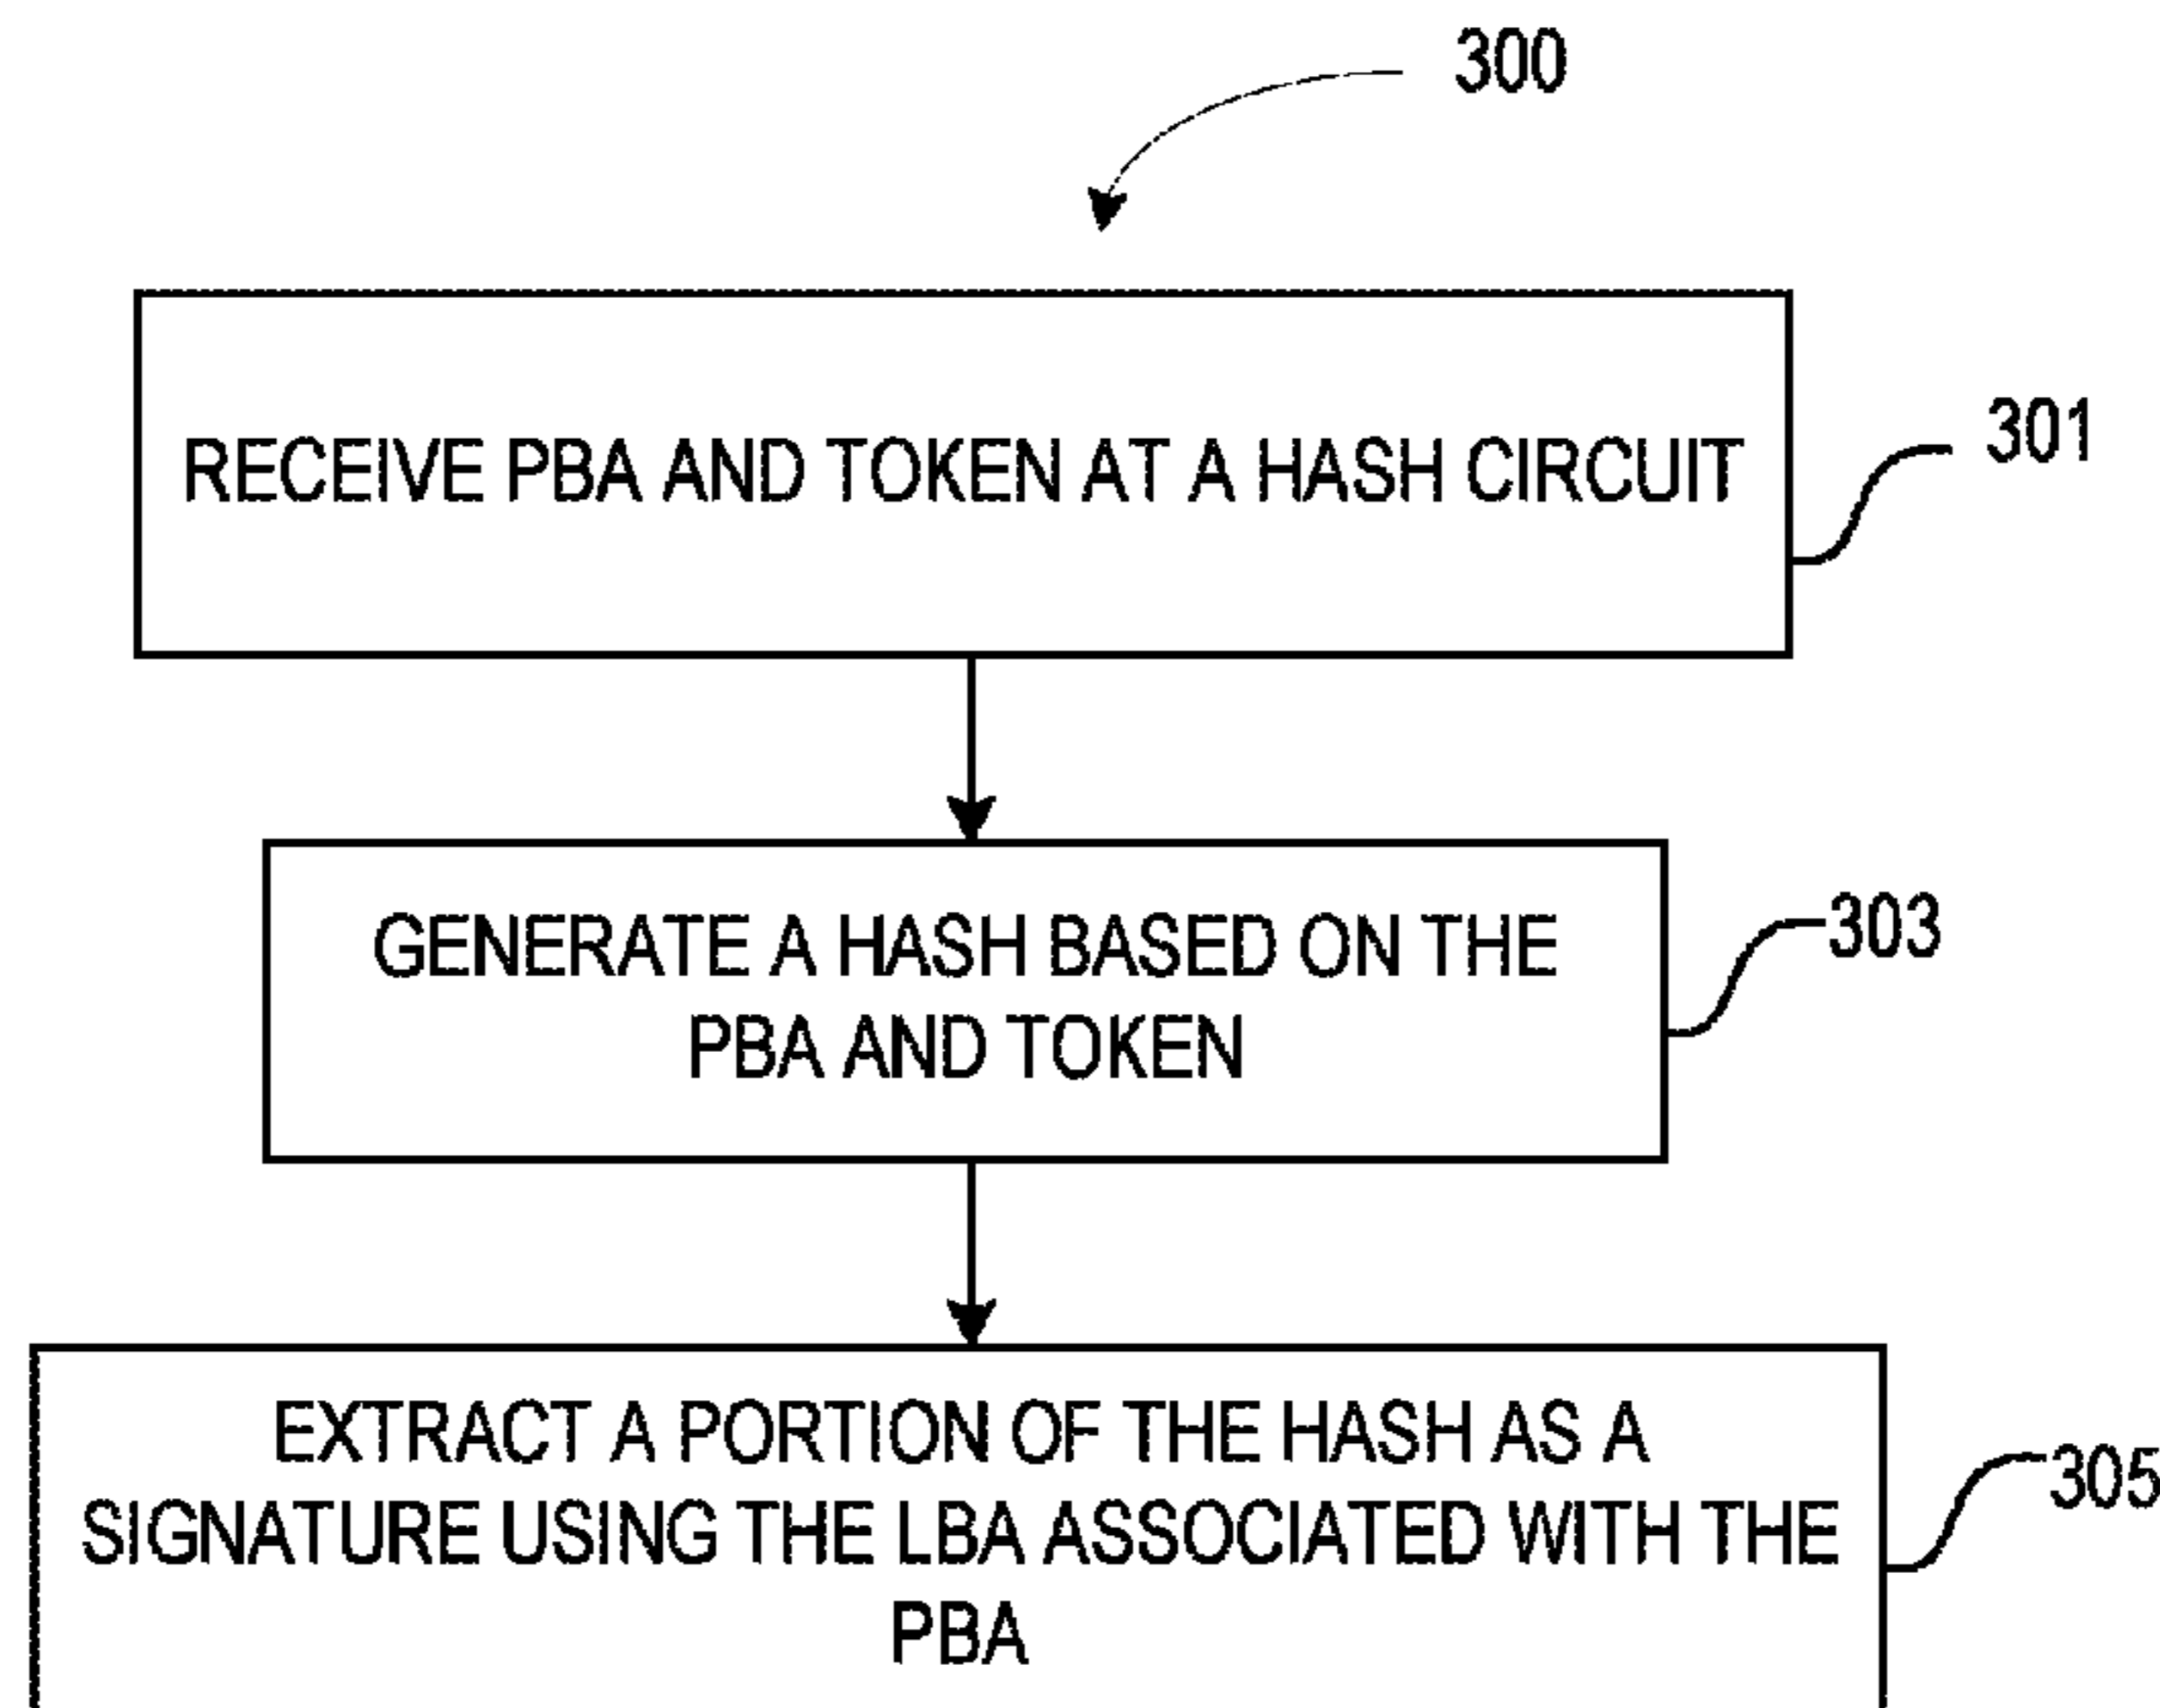 300
RECEIVE PBA AND TOKEN AT A HASH CIRCUIT
301
GENERATE A HASH BASED ON THE
PBA AND TOKEN
303
EXTRACT A PORTION OF THE HASH AS A
SIGNATURE USING THE LBA ASSOCIATED WITH THE
PBA
305